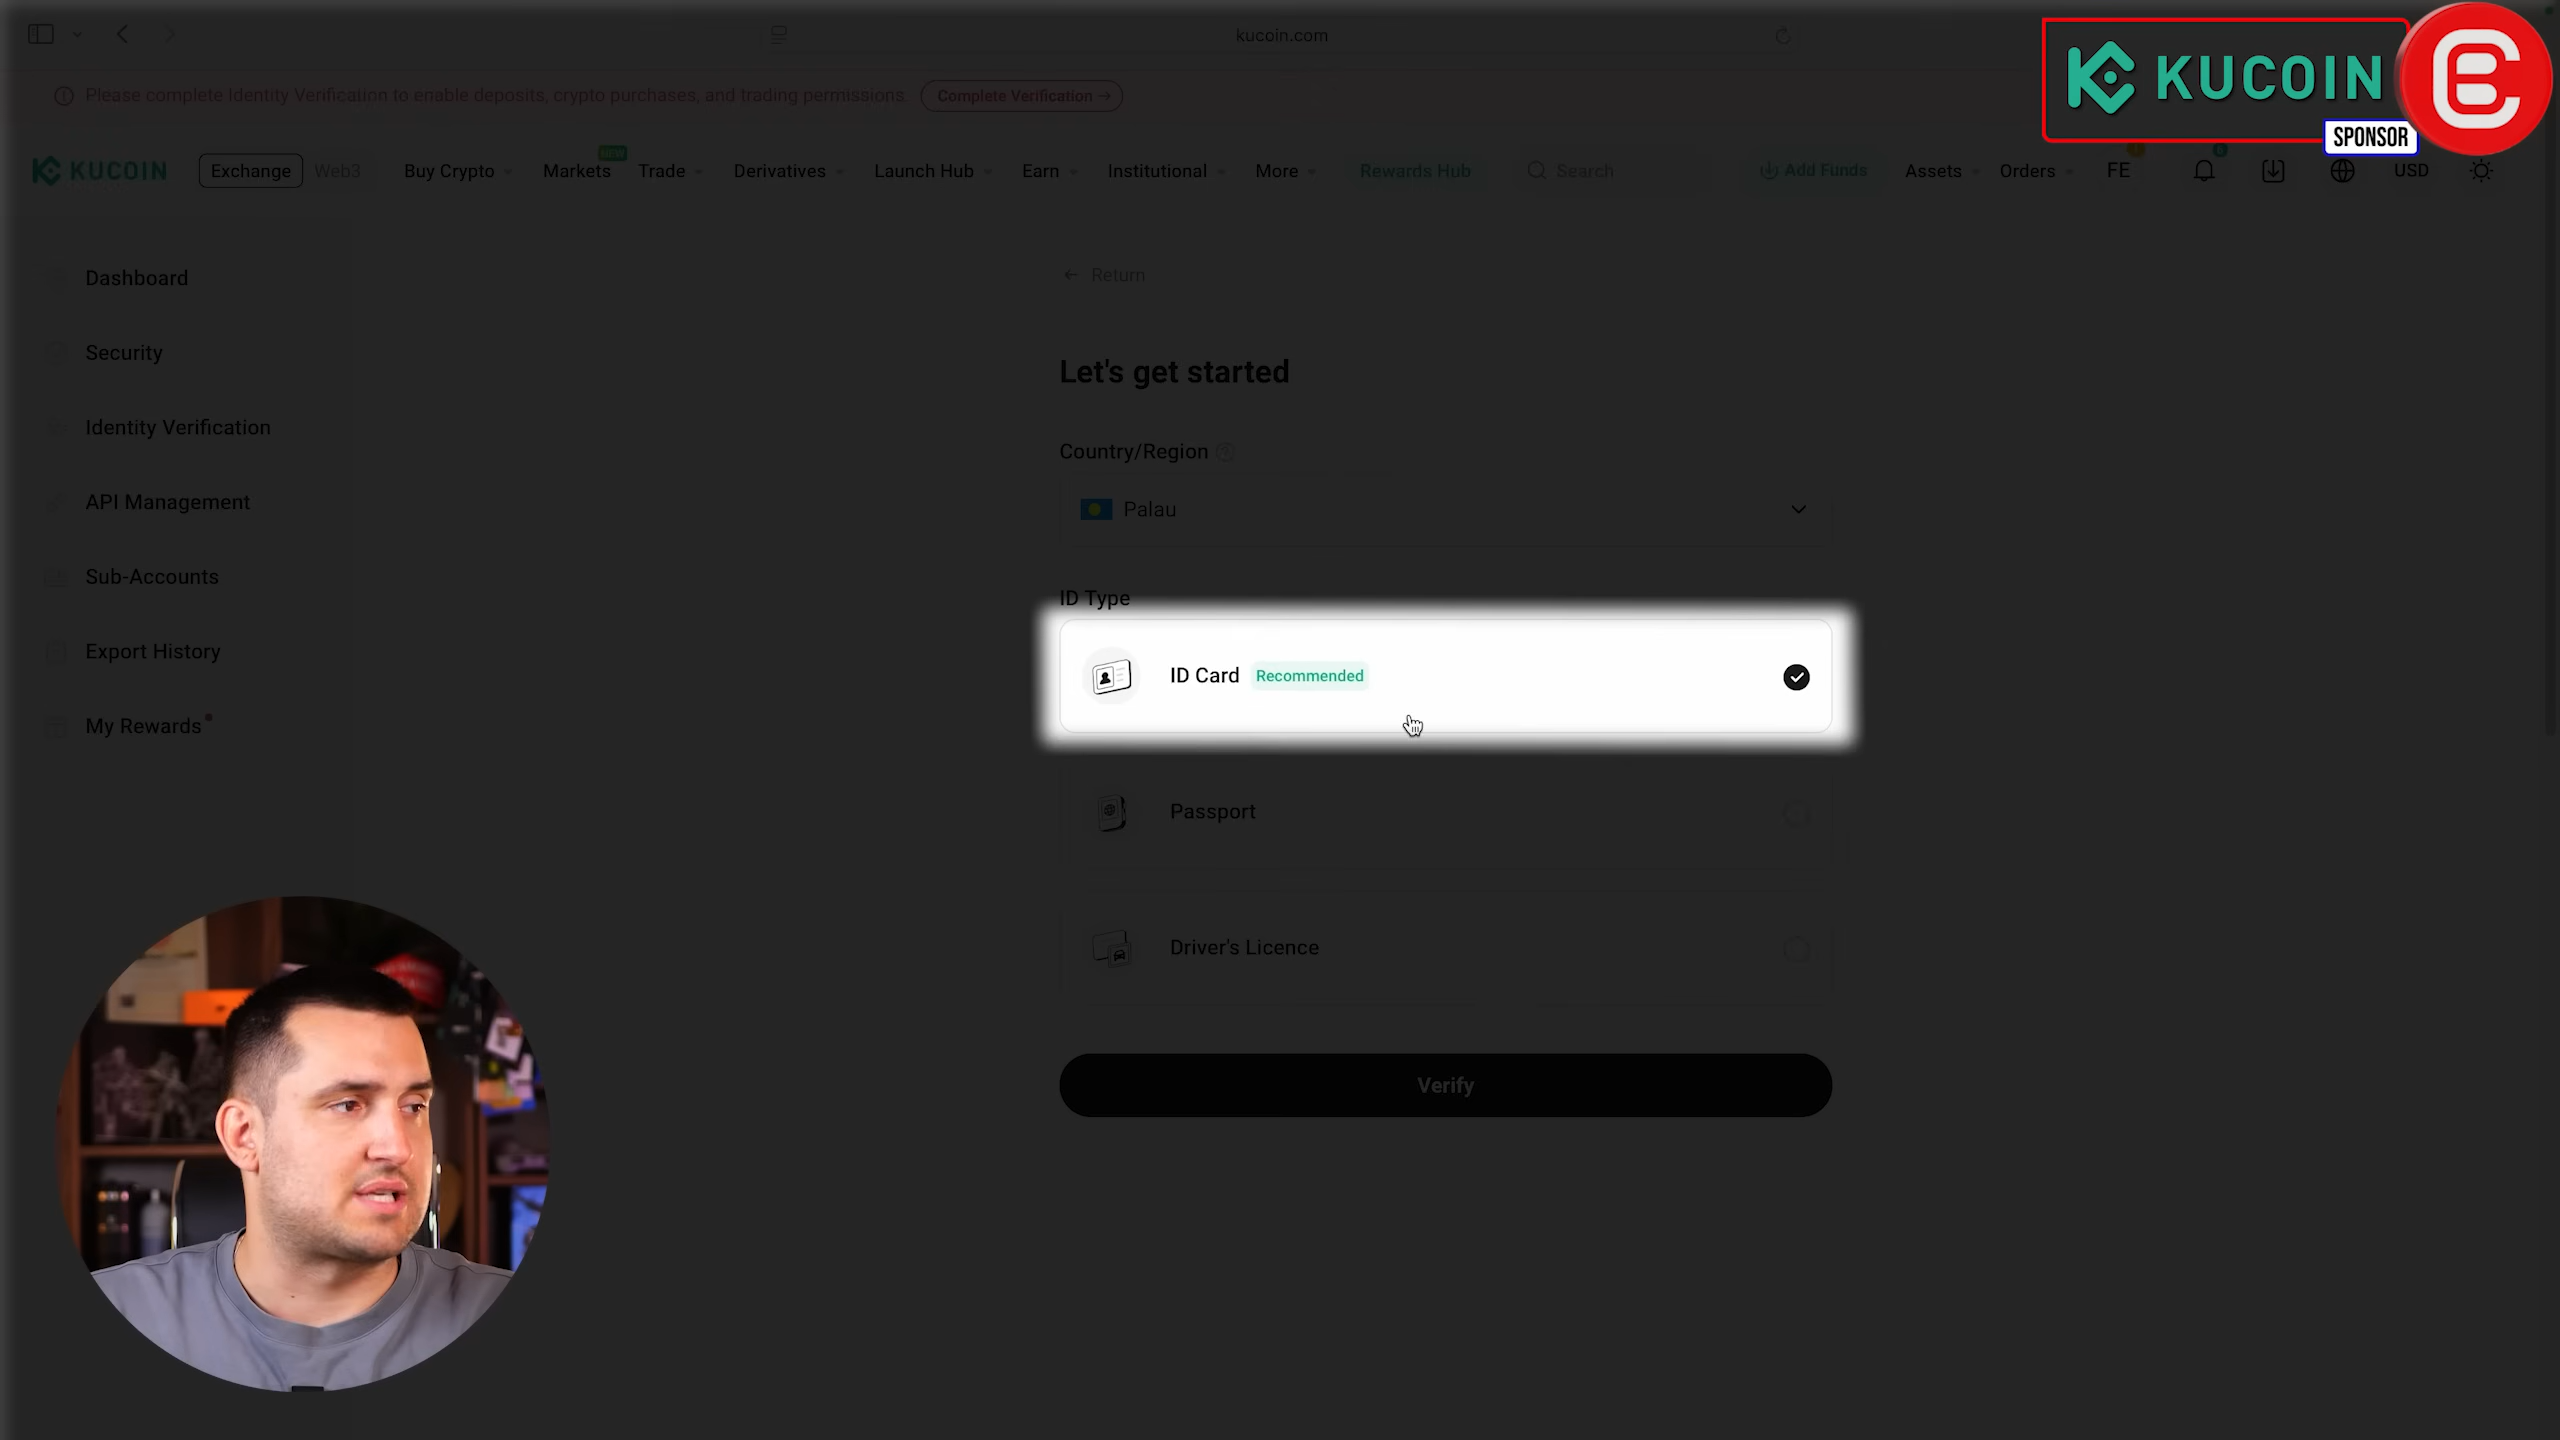 kucoin.com
KUCOIN
SPONSOR
Please complete Identity Verification to enable deposits, crypto purchases, and trading permissions. Complete Verification →
KUCOIN Exchange Web3 Buy Crypto Markets NEW Trade Derivatives Launch Hub Earn Institutional More Rewards Hub Search Add Funds Assets Orders FE USD
Dashboard
Security
Identity Verification
API Management
Sub-Accounts
Export History
My Rewards
← Return
Let's get started
Country/Region
Palau
ID Type
ID Card Recommended
Passport
Driver's Licence
Verify